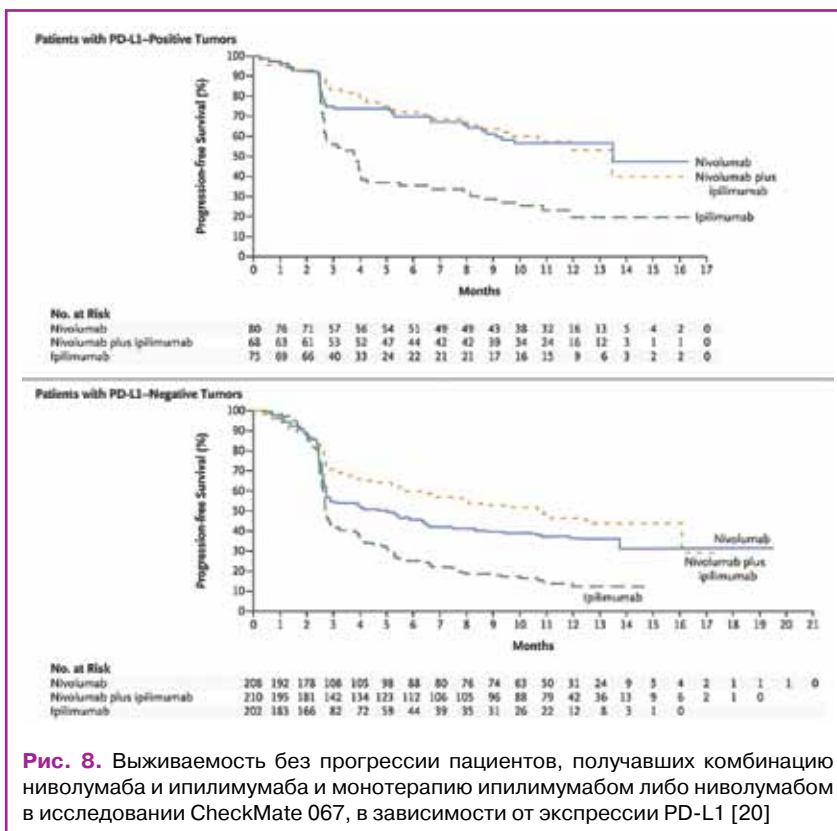 Patients with PD-L1–Positive Tumors
Progression-free Survival (%)
100
90
80
70
60
50
40
30
20
10
0
Nivolumab
Nivolumab plus
ipilimumab
Ipilimumab
0 1 2 3 4 5 6 7 8 9 10 11 12 13 14 15 16 17
Months
No. at Risk
Nivolumab 80 76 71 57 56 54 51 49 49 43 38 32 16 13 5 4 2 0
Nivolumab plus ipilimumab 68 63 61 53 52 47 44 42 42 39 34 24 16 12 3 1 1 0
Ipilimumab 75 69 66 40 33 24 22 21 21 17 16 15 9 6 3 2 2 0
Patients with PD-L1–Negative Tumors
Progression-free Survival (%)
100
90
80
70
60
50
40
30
20
10
0
Nivolumab
Nivolumab plus
ipilimumab
Ipilimumab
0 1 2 3 4 5 6 7 8 9 10 11 12 13 14 15 16 17 18 19 20 21
Months
No. at Risk
Nivolumab 208 192 178 108 105 98 88 80 76 74 63 50 31 24 9 5 4 2 1 1 1 0
Nivolumab plus ipilimumab 210 195 181 142 134 123 112 106 105 96 88 79 42 36 13 9 6 2 1 0
Ipilimumab 202 183 166 82 72 59 44 39 35 31 26 22 12 8 3 1 0
Рис. 8. Выживаемость без прогрессии пациентов, получавших комбинацию
ниволумаба и ипилимумаба и монотерапию ипилимумабом либо ниволумабом
в исследовании CheckMate 067, в зависимости от экспрессии PD-L1 [20]